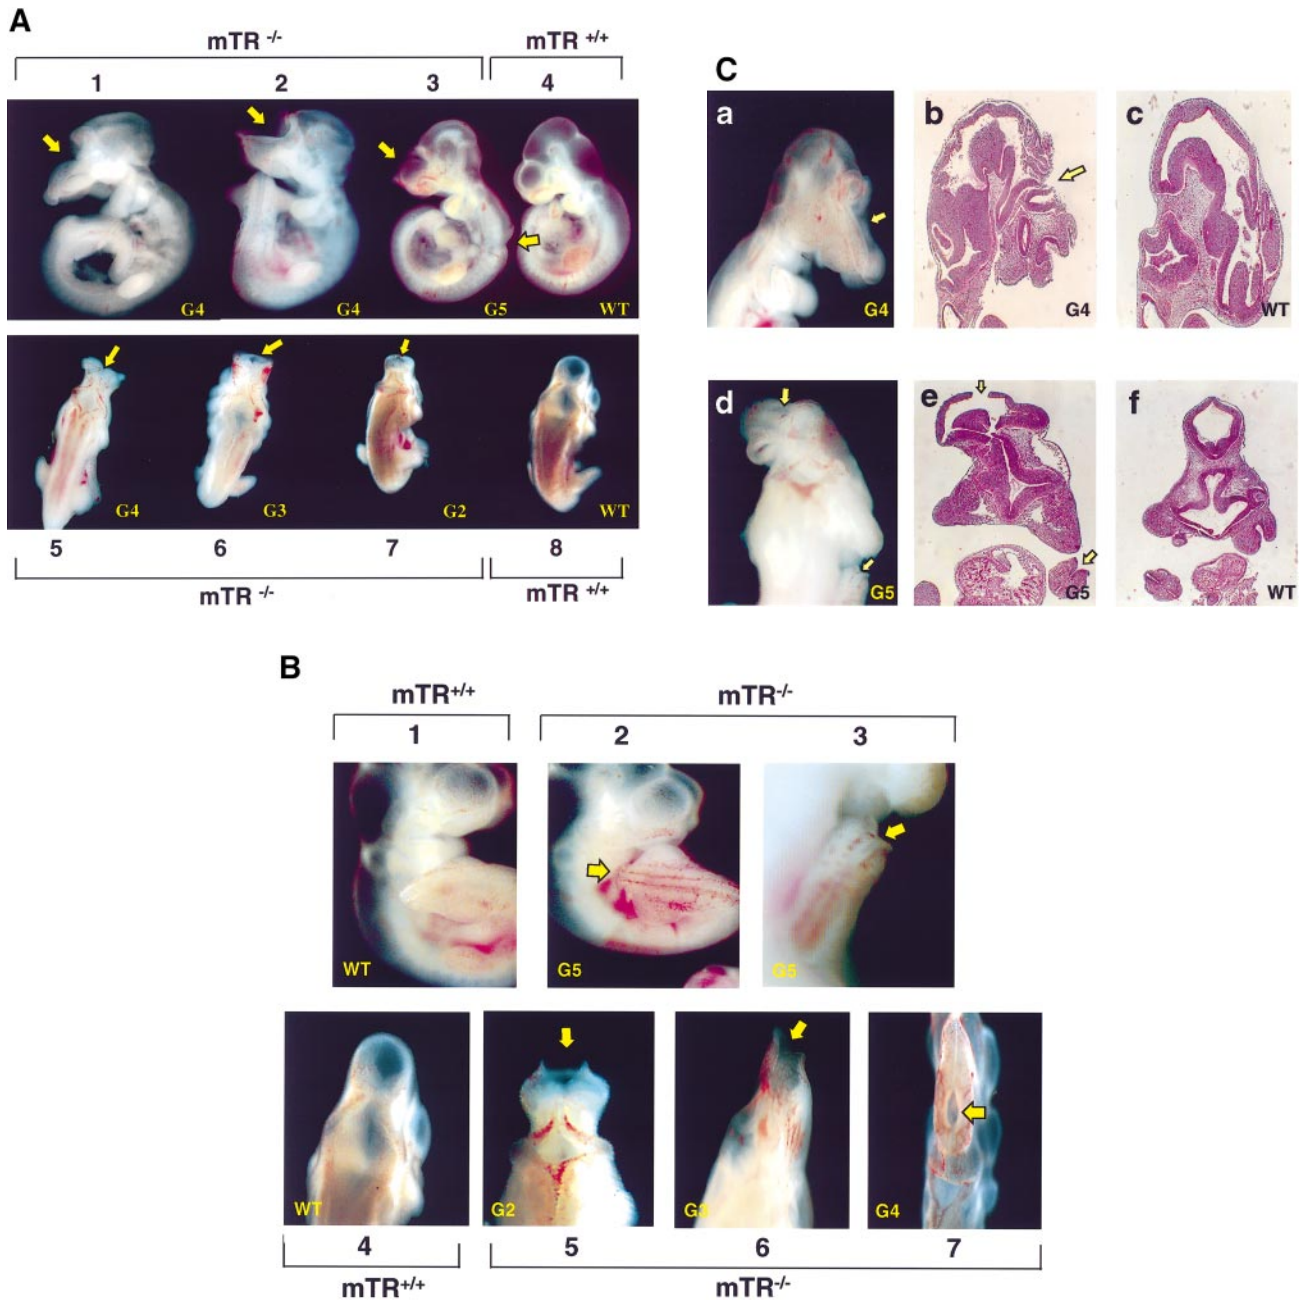 A
mTR -/- mTR +/+
1 2 3 4
G4 G4 G5 WT
G4 G3 G2 WT
5 6 7 8
mTR -/- mTR +/+
C
a b c
G4 G4 WT
d e f
G5 G5 WT
B
mTR+/+ mTR-/-
1 2 3
WT G5 G5
WT G2 G3 G4
4 5 6 7
mTR+/+ mTR-/-